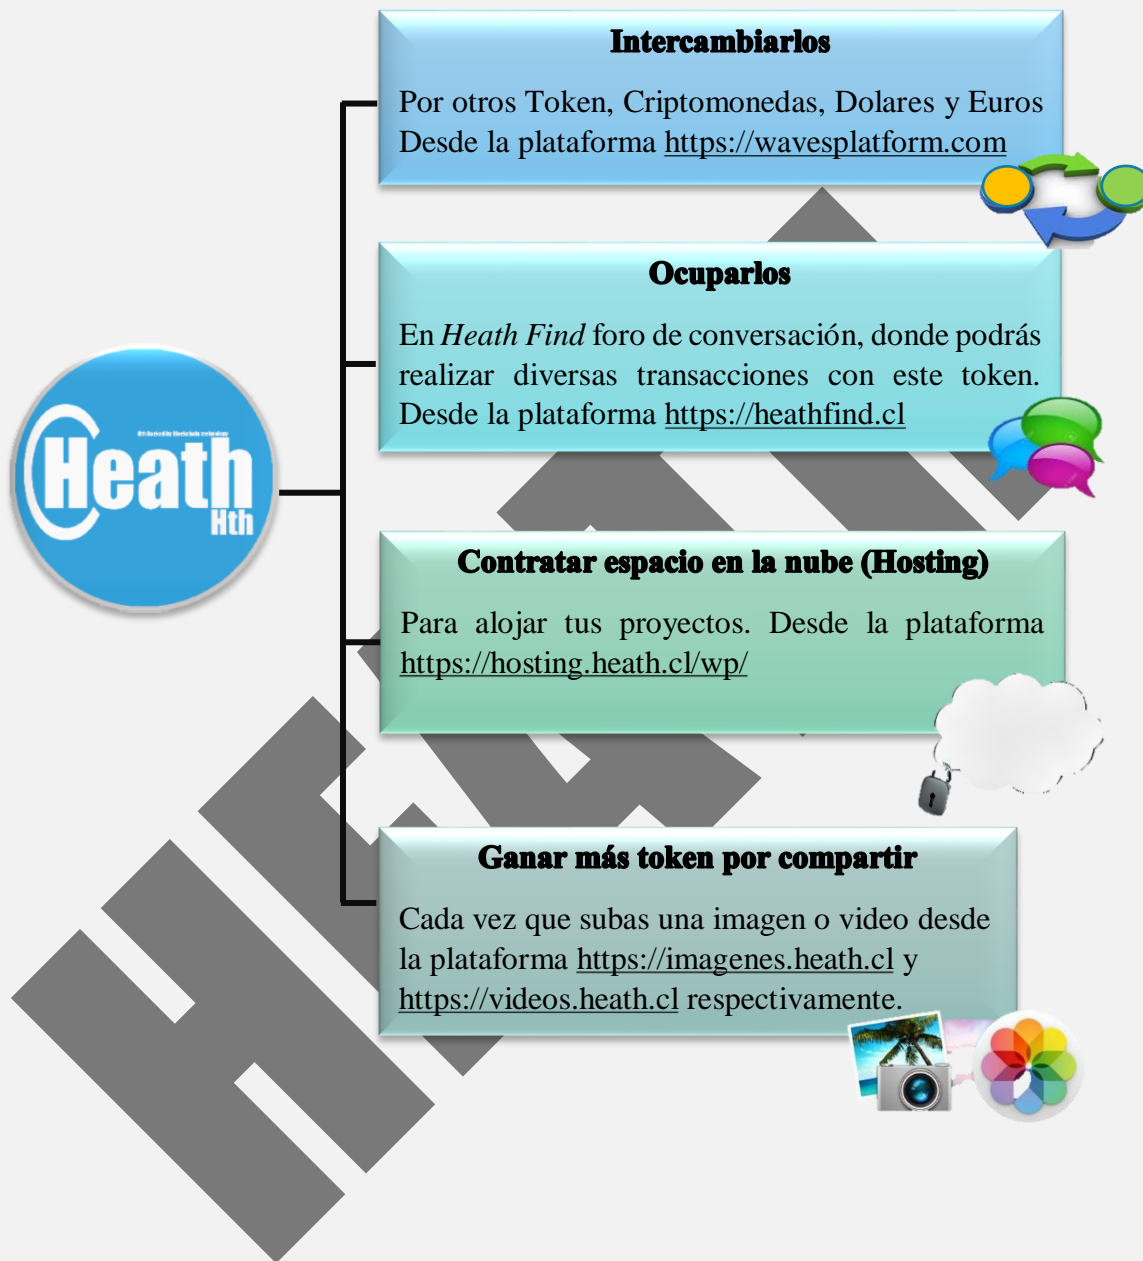 Intercambiarlos
Por otros Token, Criptomonedas, Dolares y Euros
Desde la plataforma https://wavesplatform.com
Ocuparlos
En Heath Find foro de conversación, donde podrás
realizar diversas transacciones con este token.
Desde la plataforma https://heathfind.cl
Heath
Hth
Contratar espacio en la nube (Hosting)
Para alojar tus proyectos. Desde la plataforma
https://hosting.heath.cl/wp/
Ganar más token por compartir
Cada vez que subas una imagen o video desde
la plataforma https://imagenes.heath.cl y
https://videos.heath.cl respectivamente.
HEATH